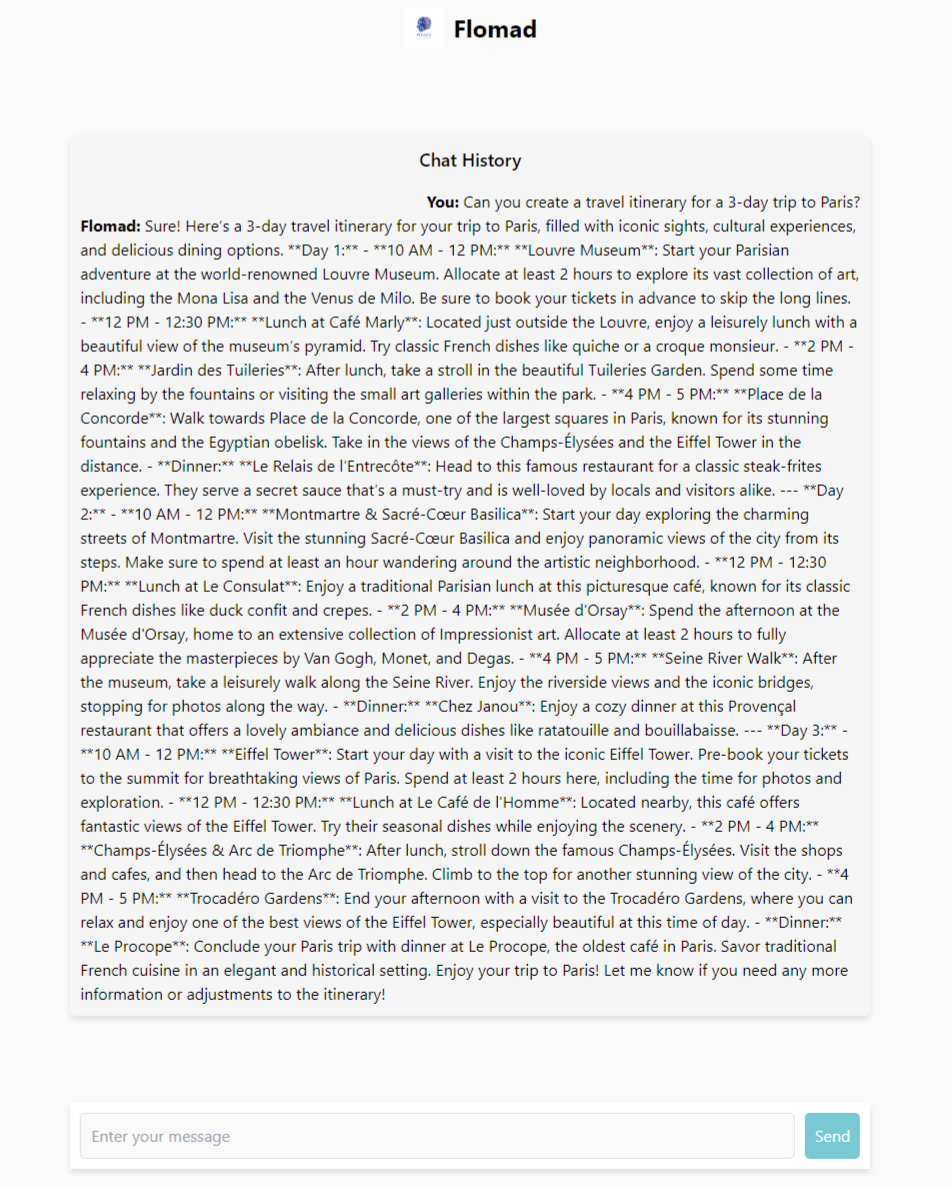 Flomad
Chat History
You: Can you create a travel itinerary for a 3-day trip to Paris?
Flomad: Sure! Here's a 3-day travel itinerary for your trip to Paris, filled with iconic sights, cultural experiences,
and delicious dining options. **Day 1:** - **10 AM - 12 PM:** **Louvre Museum**: Start your Parisian
adventure at the world-renowned Louvre Museum. Allocate at least 2 hours to explore its vast collection of art,
including the Mona Lisa and the Venus de Milo. Be sure to book your tickets in advance to skip the long lines.
- **12 PM - 12:30 PM:** **Lunch at Café Marly**: Located just outside the Louvre, enjoy a leisurely lunch with a
beautiful view of the museum's pyramid. Try classic French dishes like quiche or a croque monsieur. - **2 PM -
4 PM:** **Jardin des Tuileries**: After lunch, take a stroll in the beautiful Tuileries Garden. Spend some time
relaxing by the fountains or visiting the small art galleries within the park. - **4 PM - 5 PM:** **Place de la
Concorde**: Walk towards Place de la Concorde, one of the largest squares in Paris, known for its stunning
fountains and the Egyptian obelisk. Take in the views of the Champs-Élysées and the Eiffel Tower in the
distance. - **Dinner:** **Le Relais de l'Entrecôte**: Head to this famous restaurant for a classic steak-frites
experience. They serve a secret sauce that's a must-try and is well-loved by locals and visitors alike. --- **Day
2:** - **10 AM - 12 PM:** **Montmartre & Sacré-Cœur Basilica**: Start your day exploring the charming
streets of Montmartre. Visit the stunning Sacré-Cœur Basilica and enjoy panoramic views of the city from its
steps. Make sure to spend at least an hour wandering around the artistic neighborhood. - **12 PM - 12:30
PM:** **Lunch at Le Consulat**: Enjoy a traditional Parisian lunch at this picturesque café, known for its classic
French dishes like duck confit and crepes. - **2 PM - 4 PM:** **Musée d'Orsay**: Spend the afternoon at the
Musée d'Orsay, home to an extensive collection of Impressionist art. Allocate at least 2 hours to fully
appreciate the masterpieces by Van Gogh, Monet, and Degas. - **4 PM - 5 PM:** **Seine River Walk**: After
the museum, take a leisurely walk along the Seine River. Enjoy the riverside views and the iconic bridges,
stopping for photos along the way. - **Dinner:** **Chez Janou**: Enjoy a cozy dinner at this Provençal
restaurant that offers a lovely ambiance and delicious dishes like ratatouille and bouillabaisse. --- **Day 3:** -
**10 AM - 12 PM:** **Eiffel Tower**: Start your day with a visit to the iconic Eiffel Tower. Pre-book your tickets
to the summit for breathtaking views of Paris. Spend at least 2 hours here, including the time for photos and
exploration. - **12 PM - 12:30 PM:** **Lunch at Le Café de l'Homme**: Located nearby, this café offers
fantastic views of the Eiffel Tower. Try their seasonal dishes while enjoying the scenery. - **2 PM - 4 PM:**
**Champs-Élysées & Arc de Triomphe**: After lunch, stroll down the famous Champs-Élysées. Visit the shops
and cafes, and then head to the Arc de Triomphe. Climb to the top for another stunning view of the city. - **4
PM - 5 PM:** **Trocadéro Gardens**: End your afternoon with a visit to the Trocadéro Gardens, where you can
relax and enjoy one of the best views of the Eiffel Tower, especially beautiful at this time of day. - **Dinner:**
**Le Procope**: Conclude your Paris trip with dinner at Le Procope, the oldest café in Paris. Savor traditional
French cuisine in an elegant and historical setting. Enjoy your trip to Paris! Let me know if you need any more
information or adjustments to the itinerary!
Enter your message
Send